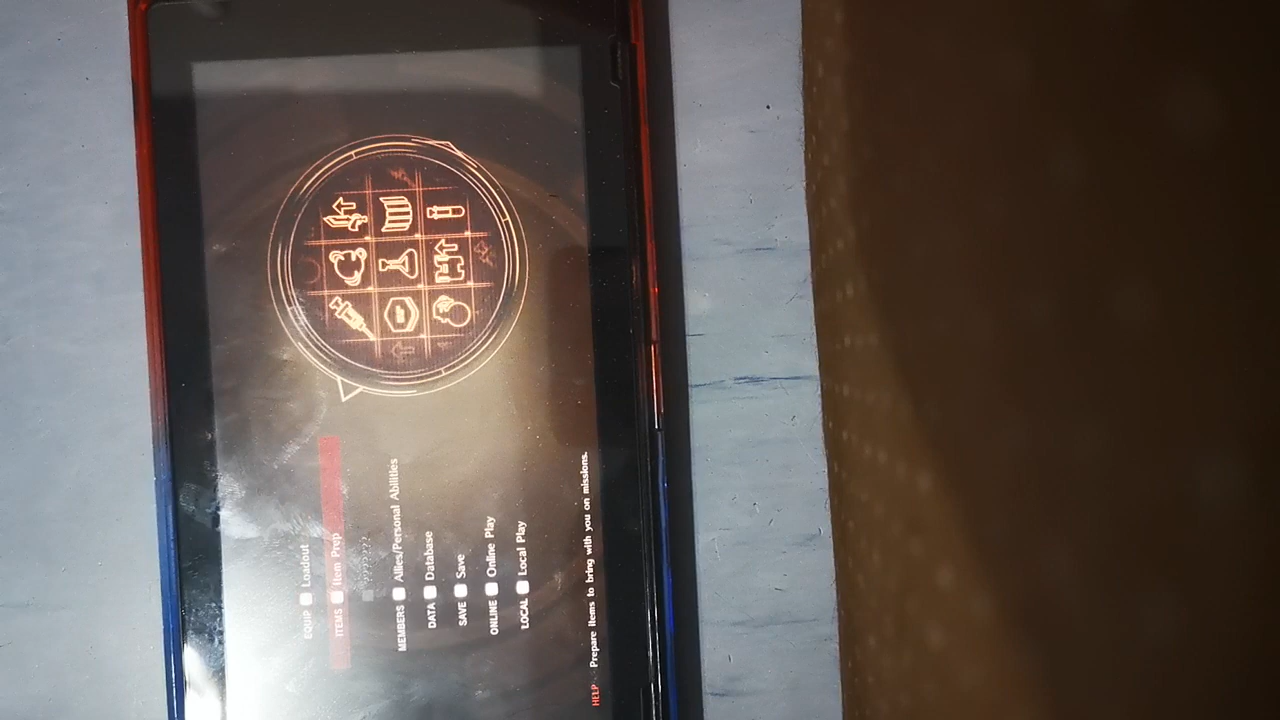 EQUIP Loadout
ITEMS Item Prep
???????
MEMBERS Allies/Personal Abilities
DATA Database
SAVE Save
ONLINE Online Play
LOCAL Local Play
HELP Prepare items to bring with you on missions.